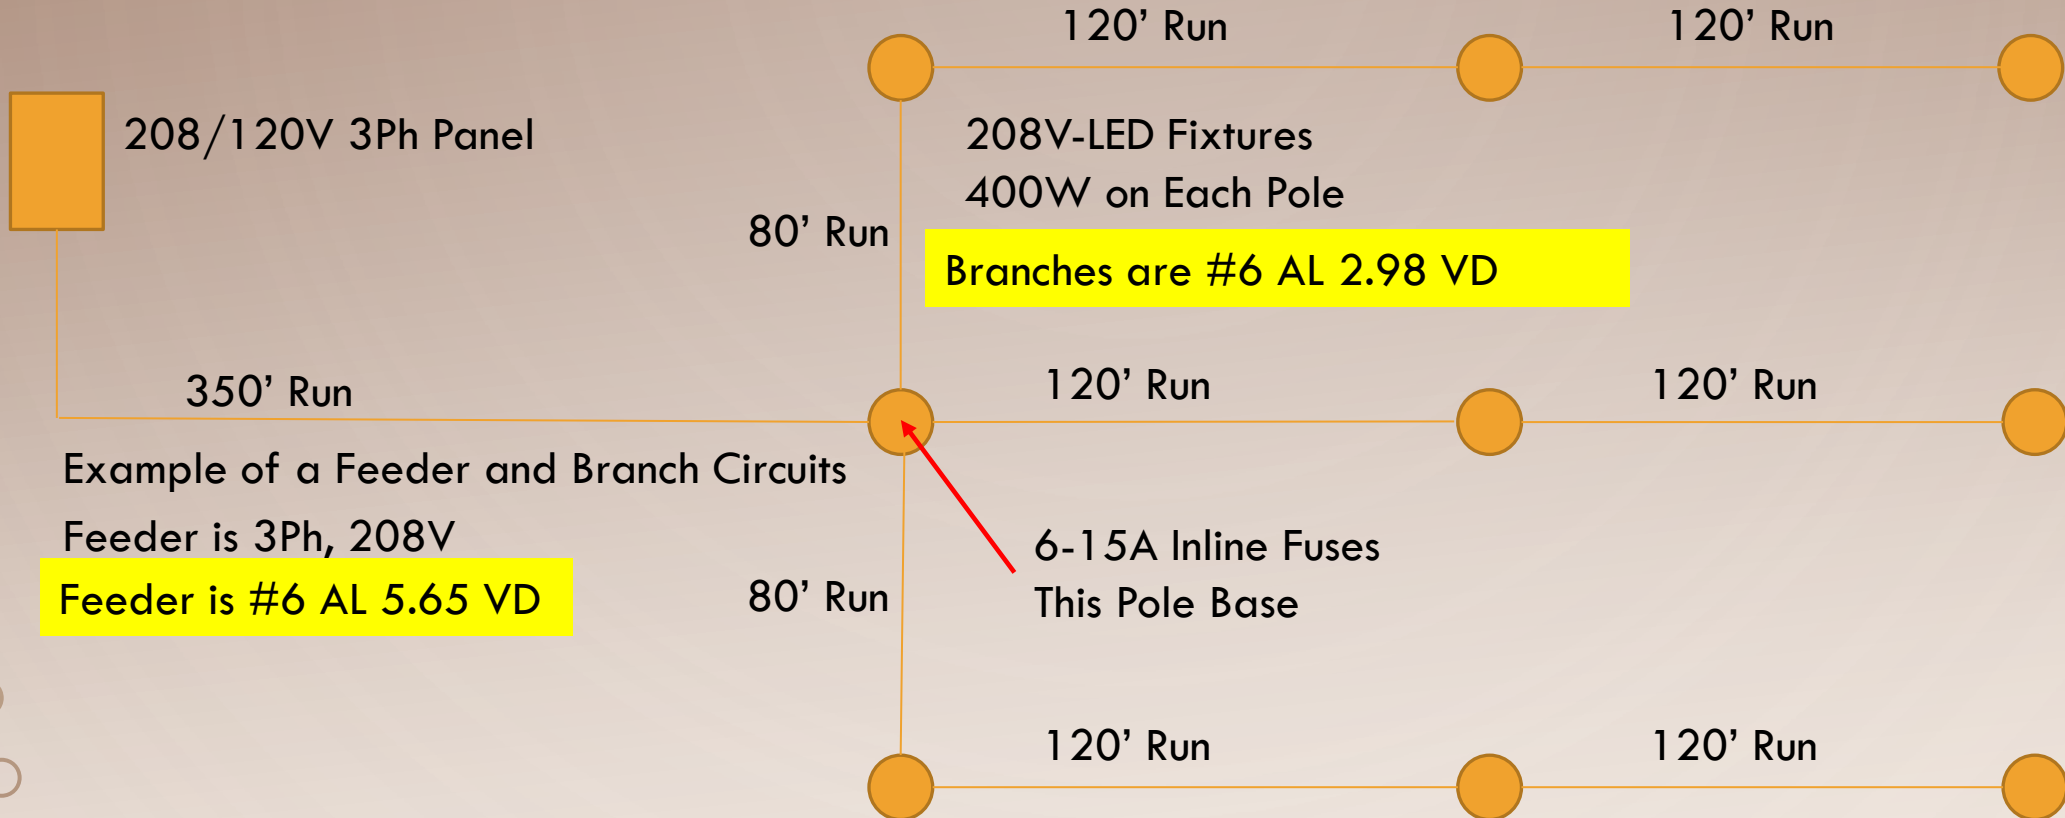 120’ Run
120’ Run
208/120V 3Ph Panel
208V-LED Fixtures
400W on Each Pole
80’ Run
Branches are #6 AL 2.98 VD
350’ Run
120’ Run
120’ Run
Example of a Feeder and Branch Circuits
Feeder is 3Ph, 208V
Feeder is #6 AL 5.65 VD
80’ Run
6-15A Inline Fuses
This Pole Base
120’ Run
120’ Run